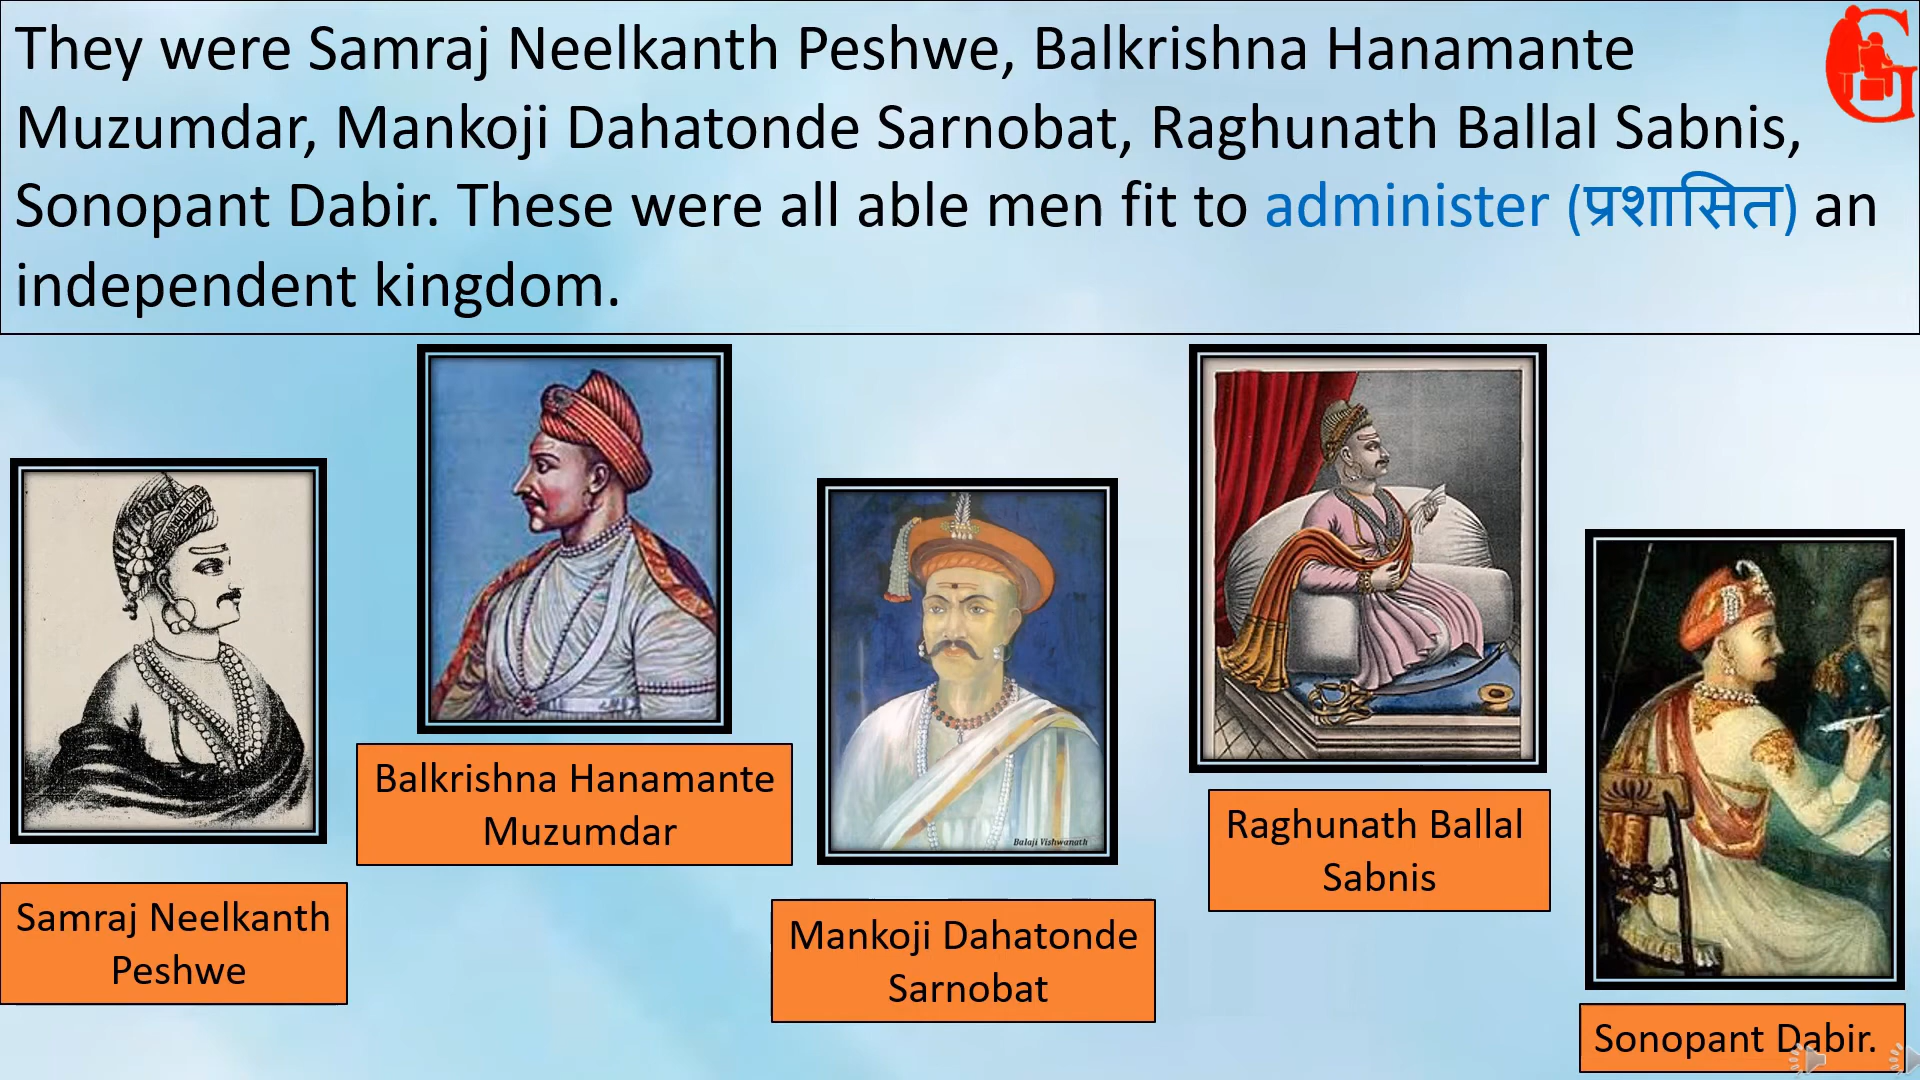 They were Samraj Neelkanth Peshwe, Balkrishna Hanamante
Muzumdar, Mankoji Dahatonde Sarnobat, Raghunath Ballal Sabnis,
Sonopant Dabir. These were all able men fit to administer (प्रशासित) an
independent kingdom.
Balkrishna Hanamante
Muzumdar
Raghunath Ballal
Sabnis
Balaji Vishwanath
Samraj Neelkanth
Peshwe
Mankoji Dahatonde
Sarnobat
Sonopant Dabir.